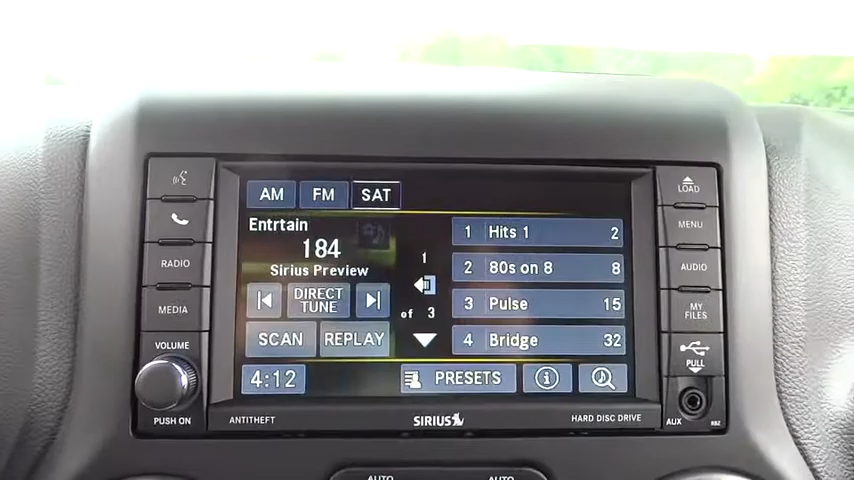 AM FM SAT
Entrtain
184
Sirius Preview
DIRECT
TUNE
SCAN REPLAY
4:12
1
of 3
1 Hits 1 2
2 80s on 8 8
3 Pulse 15
4 Bridge 32
PRESETS
RADIO
MEDIA
VOLUME
PUSH ON
LOAD
MENU
AUDIO
MY
FILES
PULL
AUX
RBZ
ANTITHEFT
SIRIUS
HARD DISC DRIVE
AUTO
AUTO